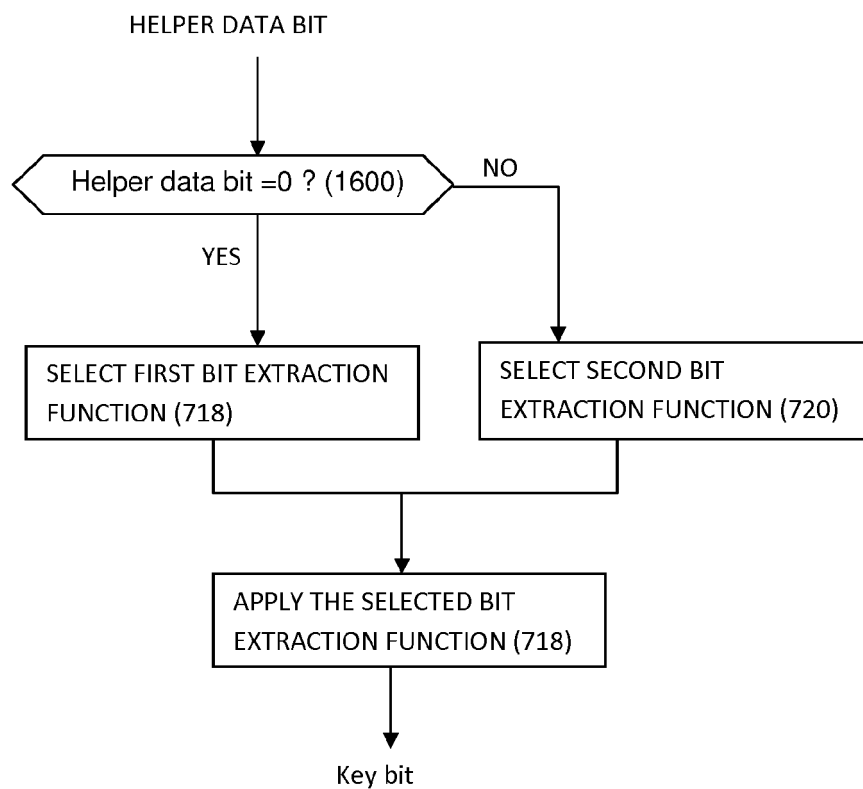 HELPER DATA BIT
Helper data bit =0 ? (1600)
NO
YES
SELECT FIRST BIT EXTRACTION
FUNCTION (718)
SELECT SECOND BIT
EXTRACTION FUNCTION (720)
APPLY THE SELECTED BIT
EXTRACTION FUNCTION (718)
Key bit